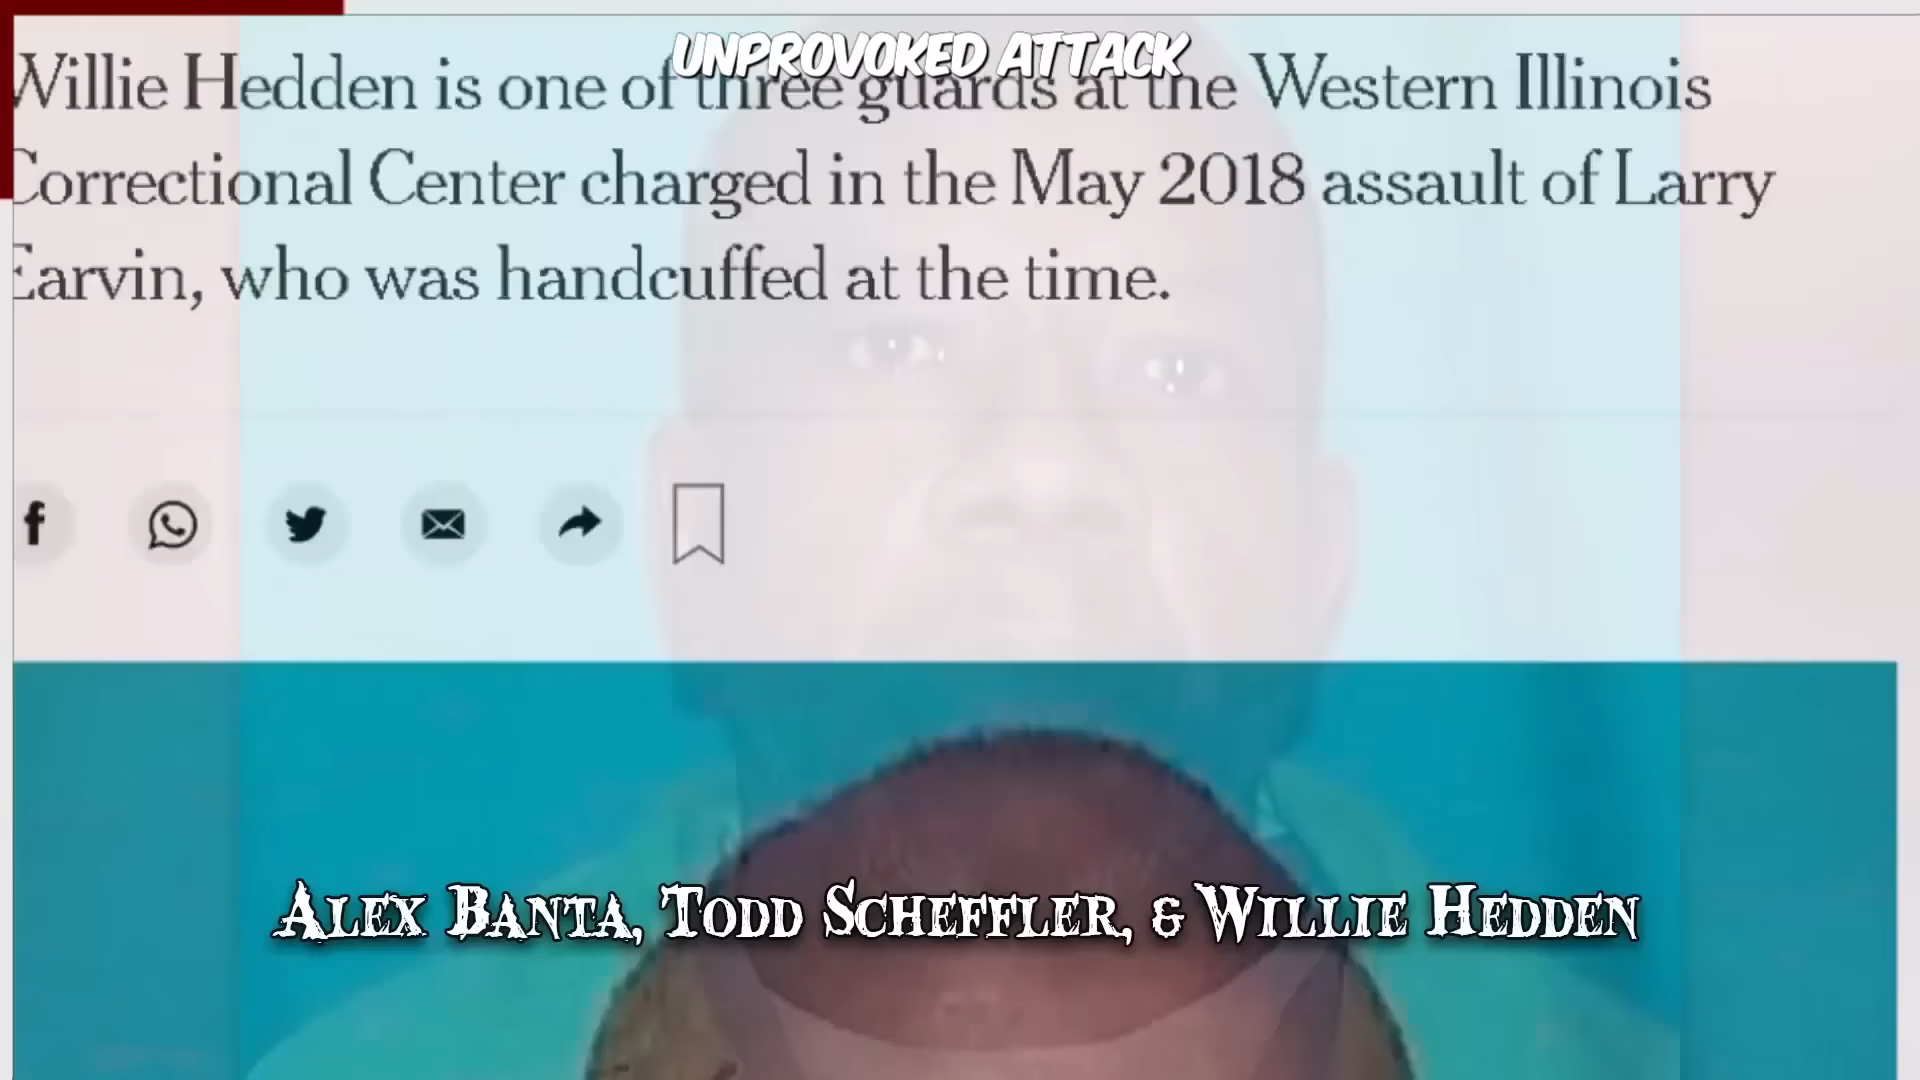 UNPROVOKED ATTACK
Willie Hedden is one of three guards at the Western Illinois
Correctional Center charged in the May 2018 assault of Larry
Earvin, who was handcuffed at the time.
ALEX BANTA, TODD SCHEFFLER, & WILLIE HEDDEN